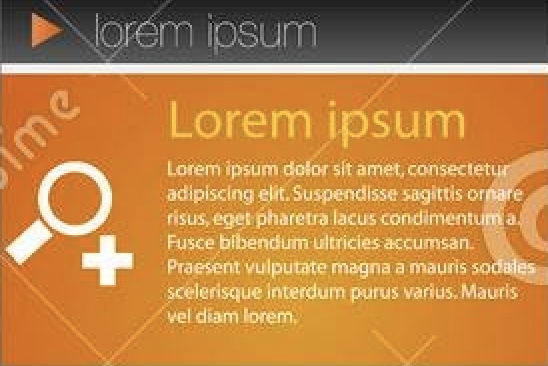 lorem ipsum
Lorem ipsum
Lorem ipsum dolor sit amet, consectetur
adipiscing elit. Suspendisse sagittis ornare
risus, eget pharetra lacus condimentum a.
Fusce bibendum ultricies accumsan.
Praesent vulputate magna a mauris sodales
scelerisque interdum purus varius. Mauris
vel diam lorem.